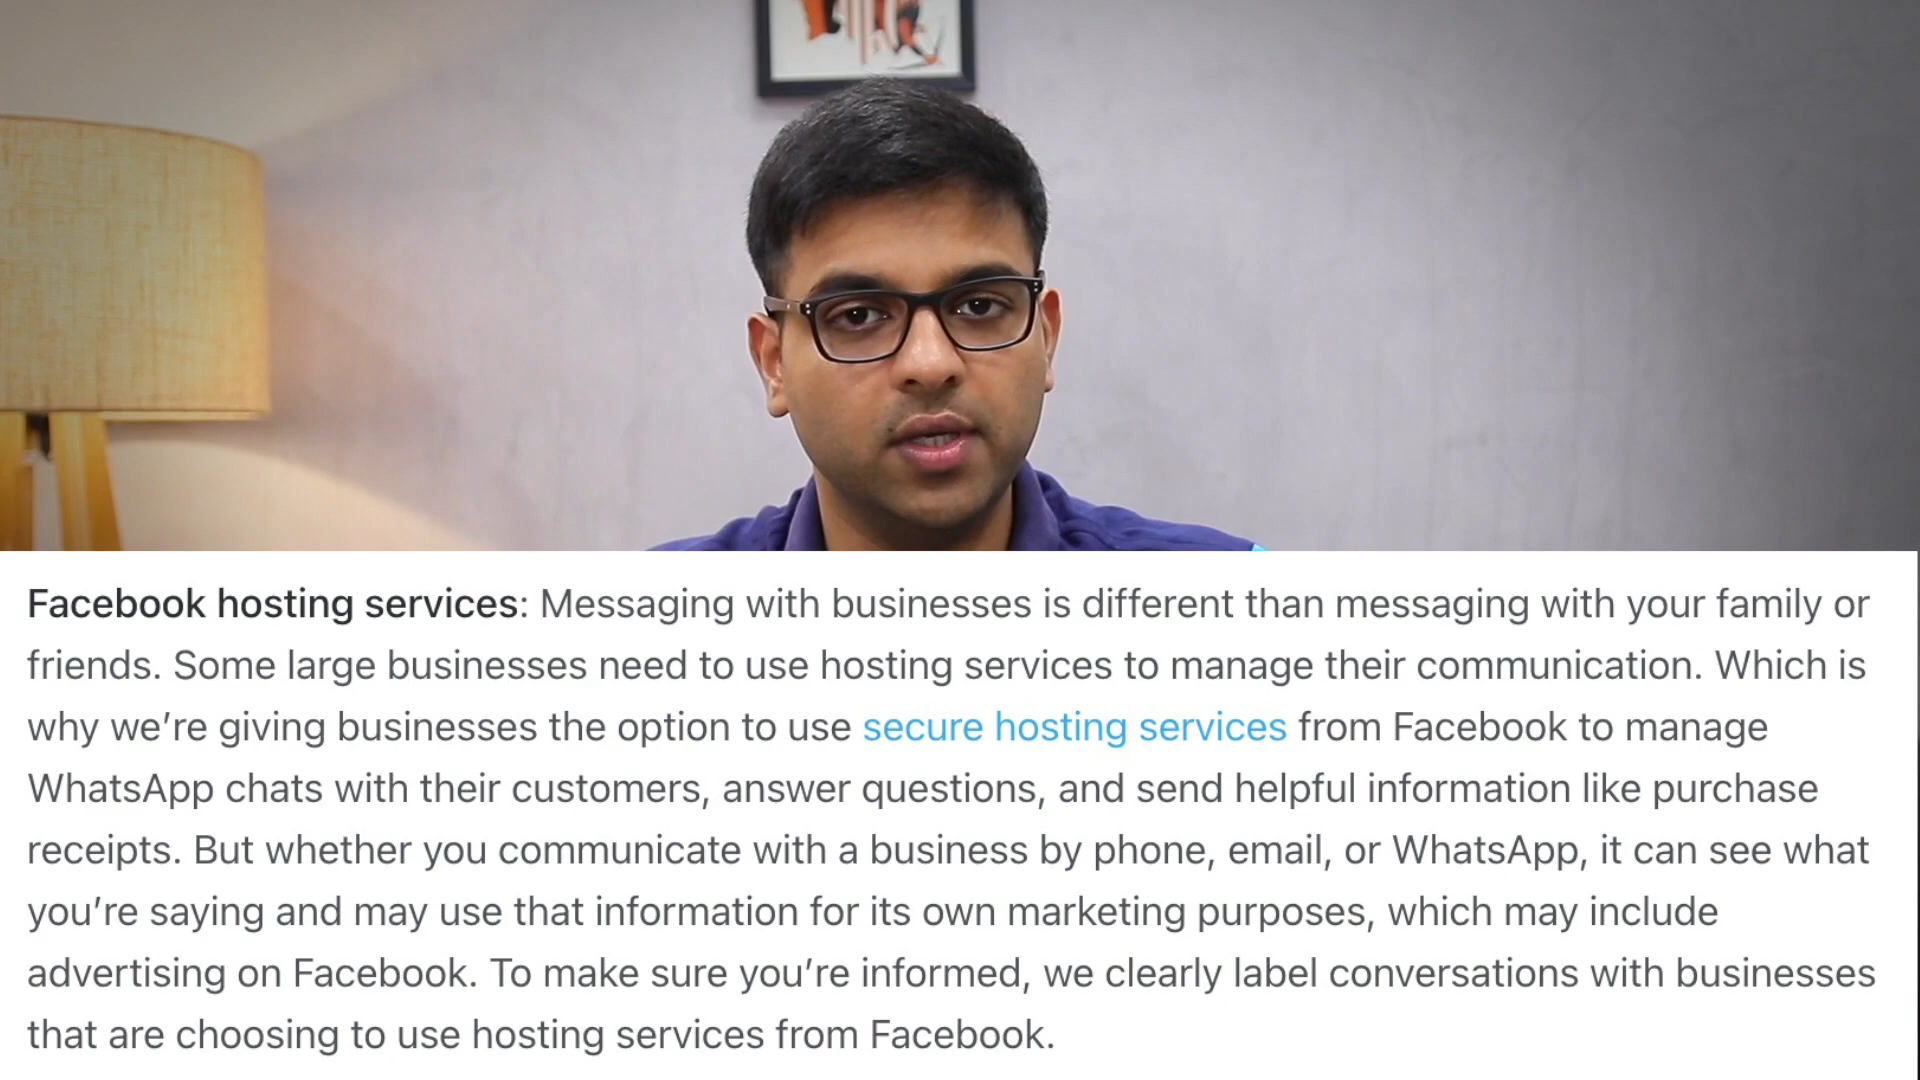 Facebook hosting services: Messaging with businesses is different than messaging with your family or
friends. Some large businesses need to use hosting services to manage their communication. Which is
why we’re giving businesses the option to use secure hosting services from Facebook to manage
WhatsApp chats with their customers, answer questions, and send helpful information like purchase
receipts. But whether you communicate with a business by phone, email, or WhatsApp, it can see what
you’re saying and may use that information for its own marketing purposes, which may include
advertising on Facebook. To make sure you’re informed, we clearly label conversations with businesses
that are choosing to use hosting services from Facebook.